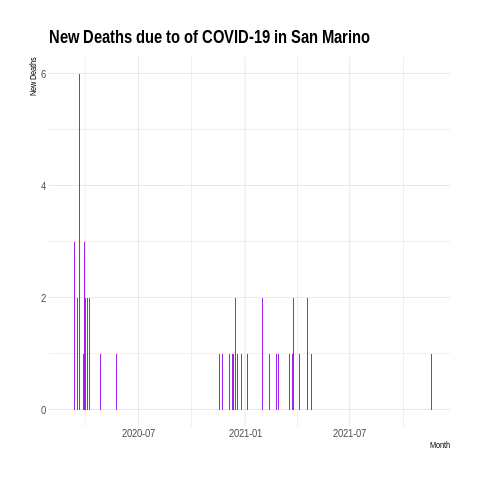 New Deaths due to of COVID-19 in San Marino
New Deaths
6
4
2
0
2020-07
2021-01
2021-07
Month